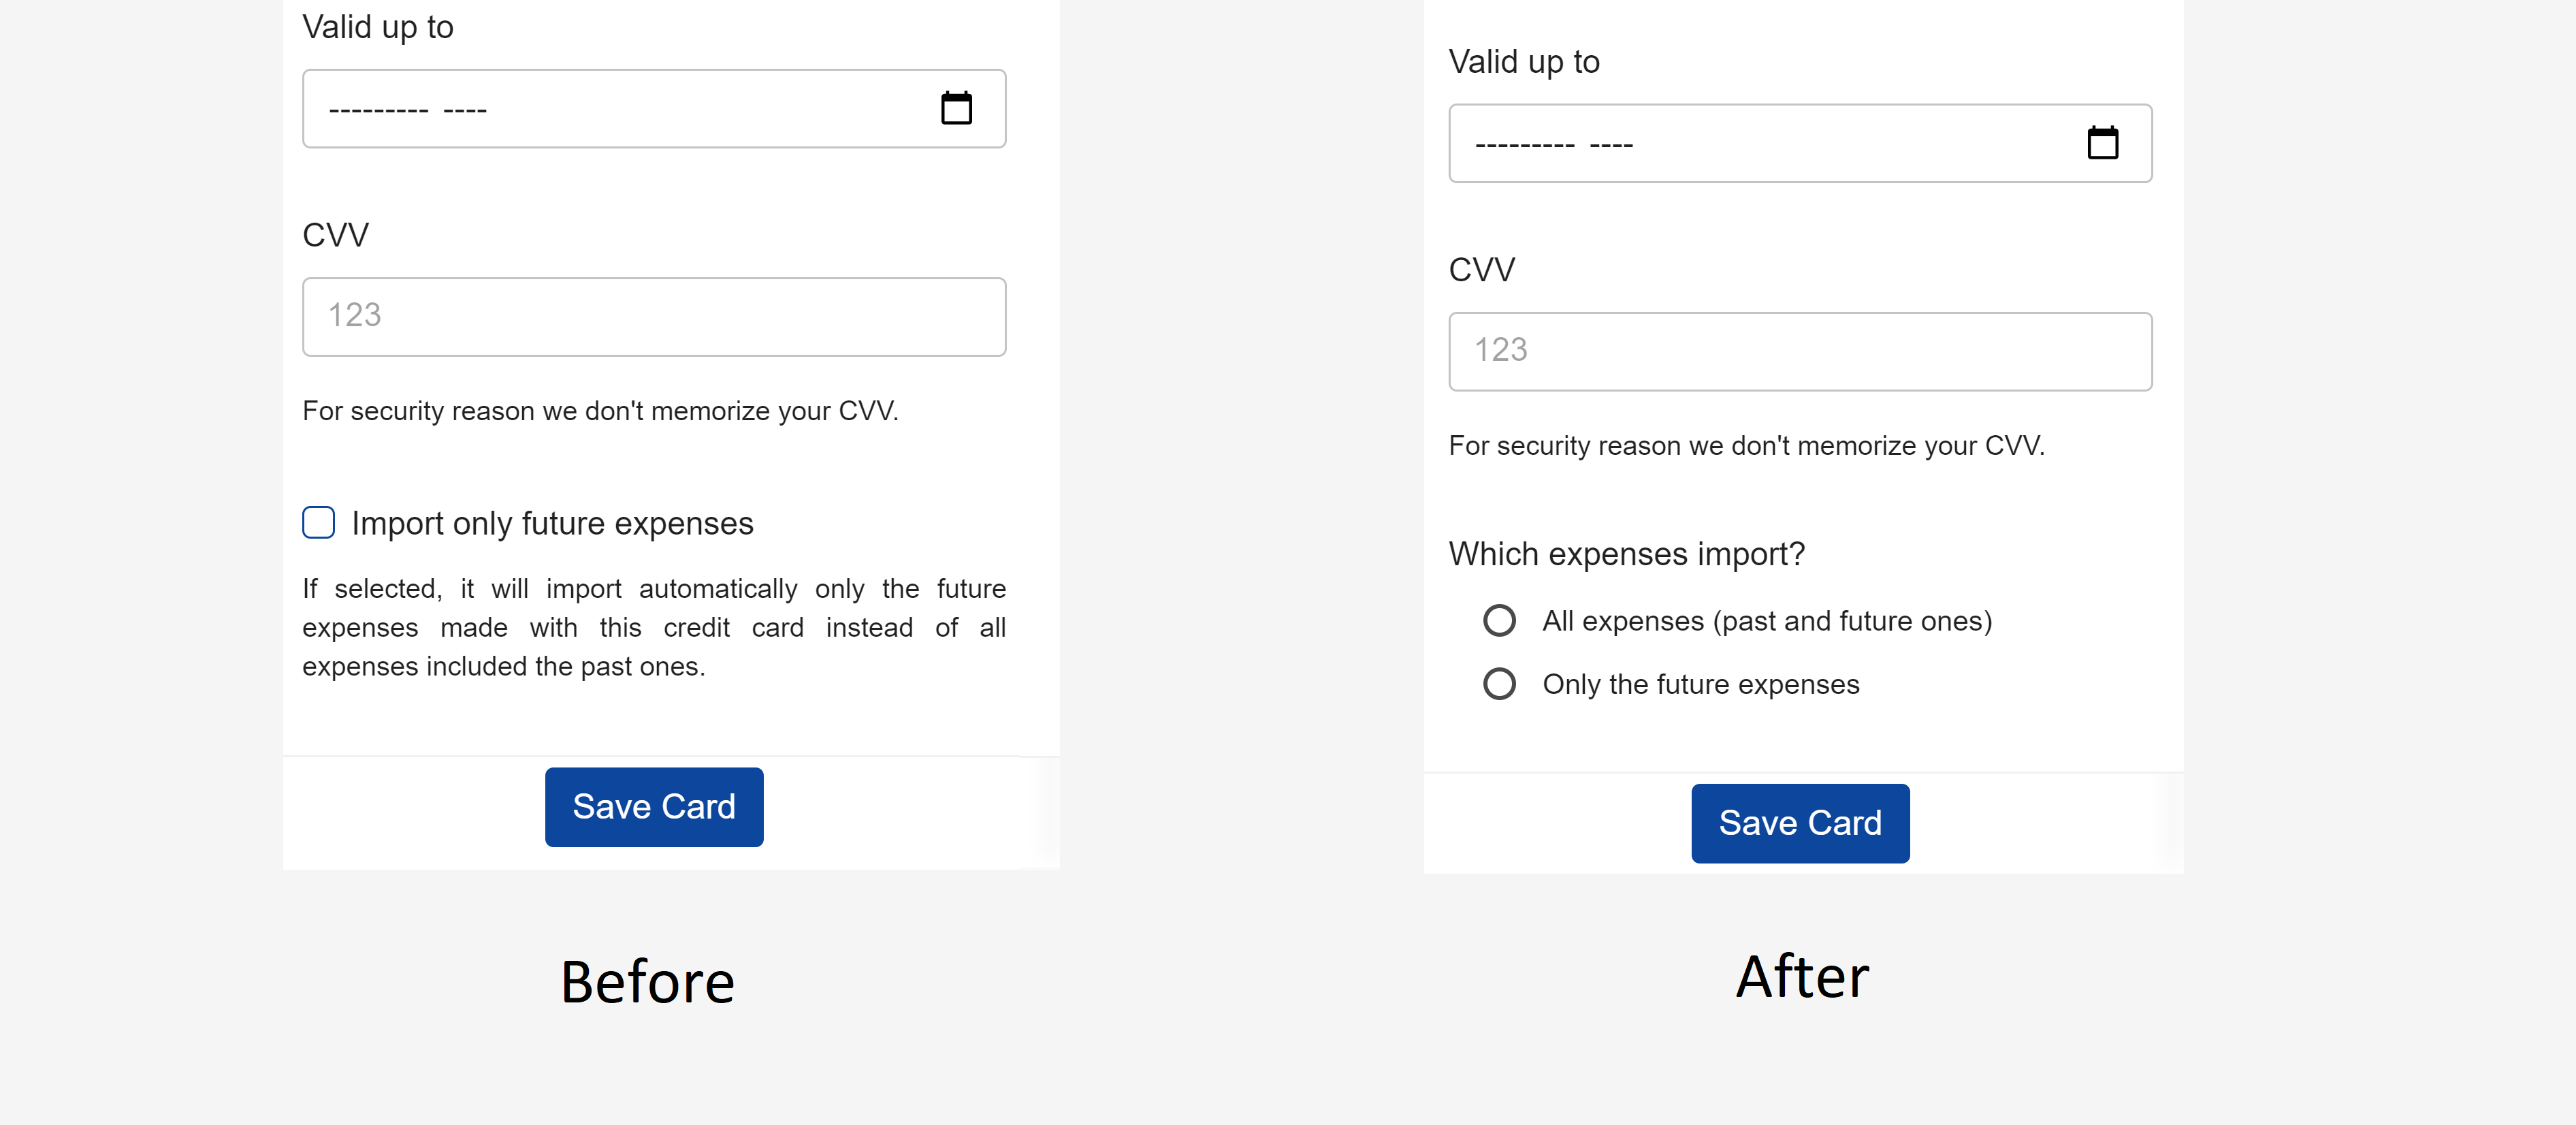 Valid up to
--------- ----
CVV
123
For security reason we don't memorize your CVV.
Import only future expenses
If selected, it will import automatically only the future
expenses made with this credit card instead of all
expenses included the past ones.
Save Card
Before
Valid up to
--------- ----
CVV
123
For security reason we don't memorize your CVV.
Which expenses import?
All expenses (past and future ones)
Only the future expenses
Save Card
After